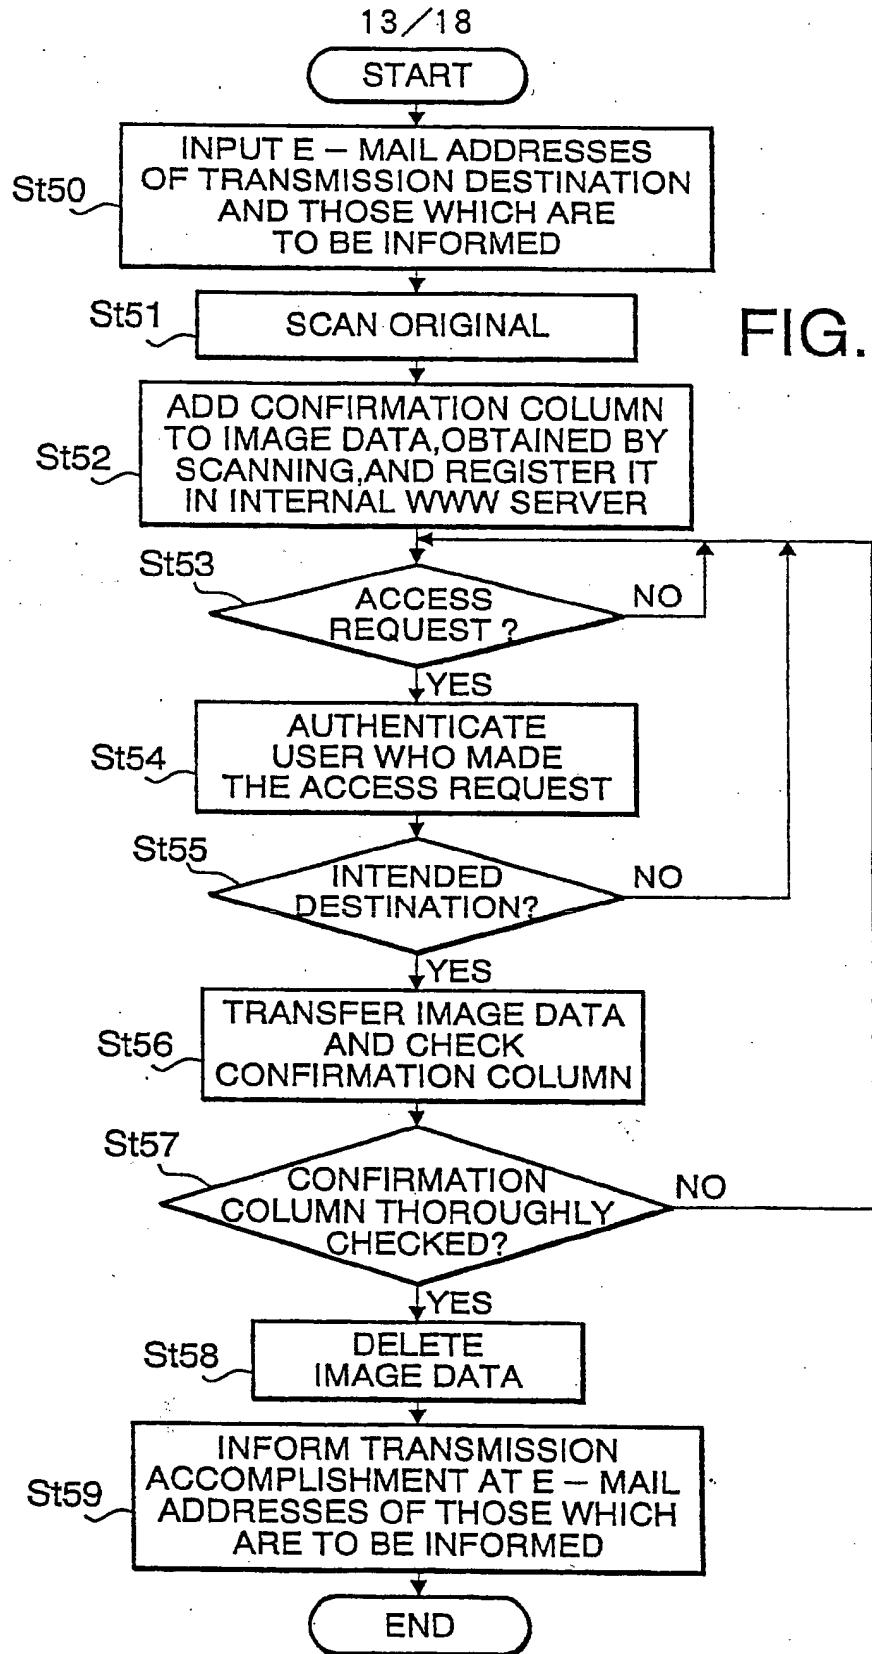 13/18
START
St50
INPUT E-MAIL ADDRESSES
OF TRANSMISSION DESTINATION
AND THOSE WHICH ARE
TO BE INFORMED
St51
SCAN ORIGINAL
FIG.
St52
ADD CONFIRMATION COLUMN
TO IMAGE DATA,OBTAINED BY
SCANNING,AND REGISTER IT
IN INTERNAL WWW SERVER
St53
ACCESS
REQUEST ?
NO
YES
St54
AUTHENTICATE
USER WHO MADE
THE ACCESS REQUEST
St55
INTENDED
DESTINATION?
NO
YES
St56
TRANSFER IMAGE DATA
AND CHECK
CONFIRMATION COLUMN
St57
CONFIRMATION
COLUMN THOROUGHLY
CHECKED?
NO
YES
St58
DELETE
IMAGE DATA
St59
INFORM TRANSMISSION
ACCOMPLISHMENT AT E-MAIL
ADDRESSES OF THOSE WHICH
ARE TO BE INFORMED
END